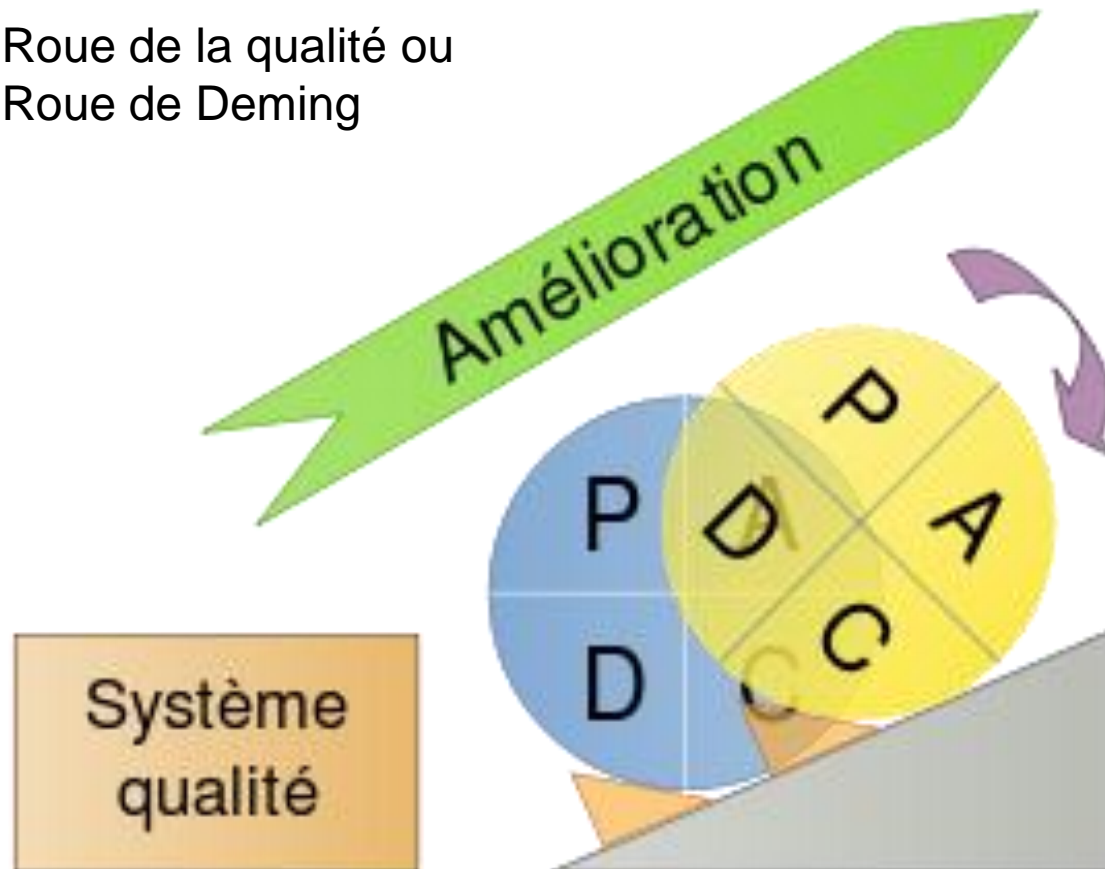 Roue de la qualité ou
Roue de Deming
Amélioration
P
A
D
C
P
A
D
C
Système
qualité